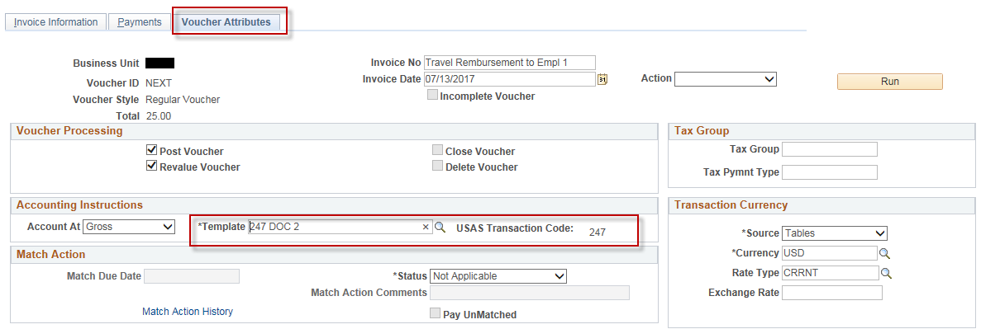 Invoice Information Payments Voucher Attributes
Business Unit Invoice No Travel Rembursement to Empl 1
Voucher ID NEXT Invoice Date 07/13/2017 31 Action Run
Voucher Style Regular Voucher Incomplete Voucher
Total 25.00
Voucher Processing Tax Group
Post Voucher Close Voucher Tax Group
Revalue Voucher Delete Voucher Tax Pymnt Type
Accounting Instructions Transaction Currency
Account At Gross *Template 247 DOC 2 × USAS Transaction Code: 247 *Source Tables
Match Action *Currency USD
Match Due Date *Status Not Applicable Rate Type CRRNT
Match Action Comments Exchange Rate
Match Action History Pay UnMatched